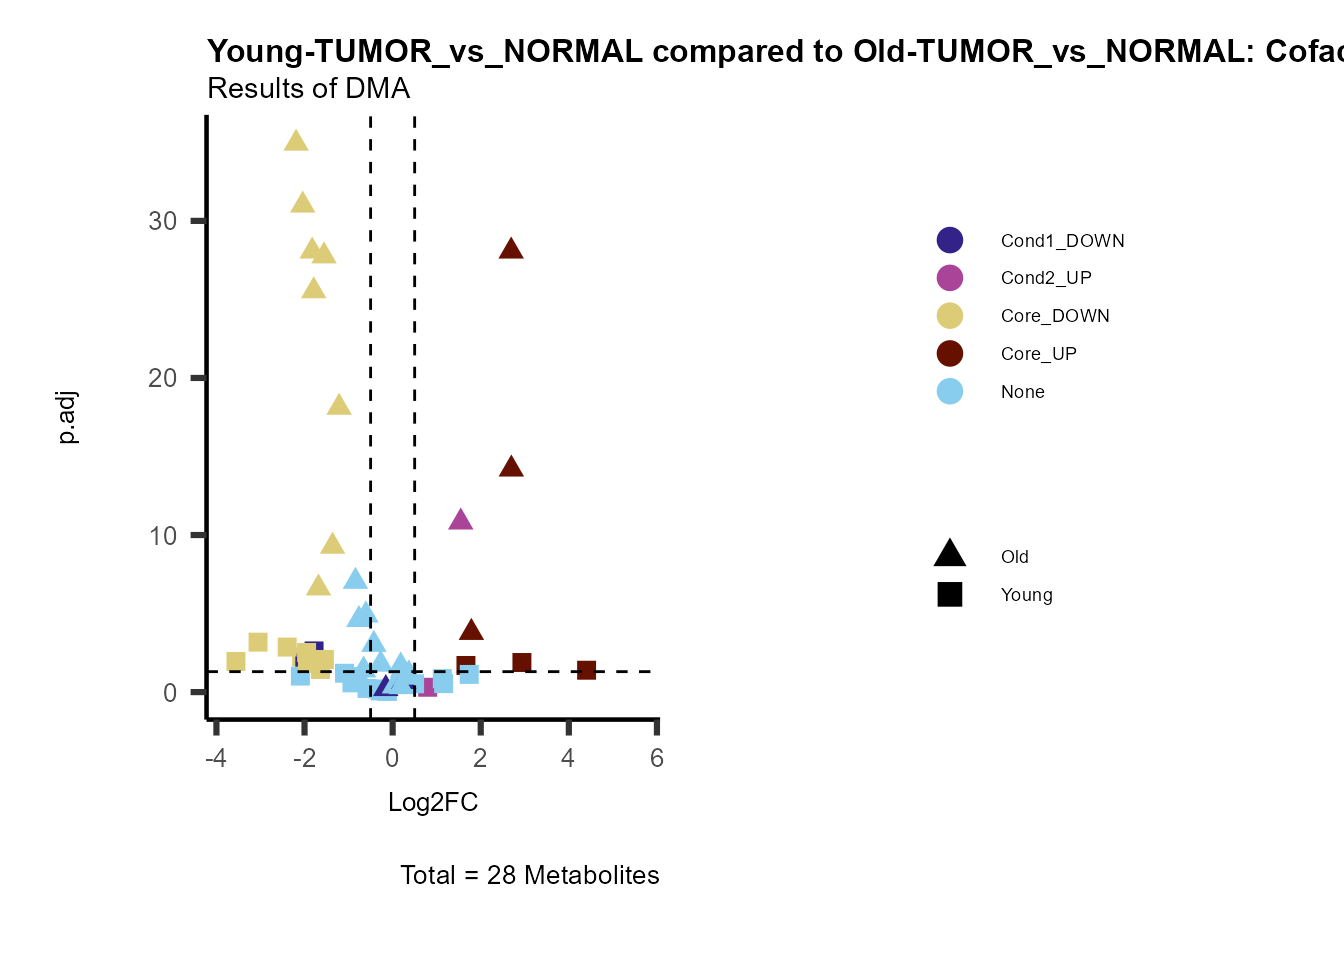 Young-TUMOR_vs_NORMAL compared to Old-TUMOR_vs_NORMAL: Cofac
Results of DMA
p.adj
30
20
10
0
-4 -2 0 2 4 6
Log2FC
Total = 28 Metabolites
Cond1_DOWN
Cond2_UP
Core_DOWN
Core_UP
None
Old
Young